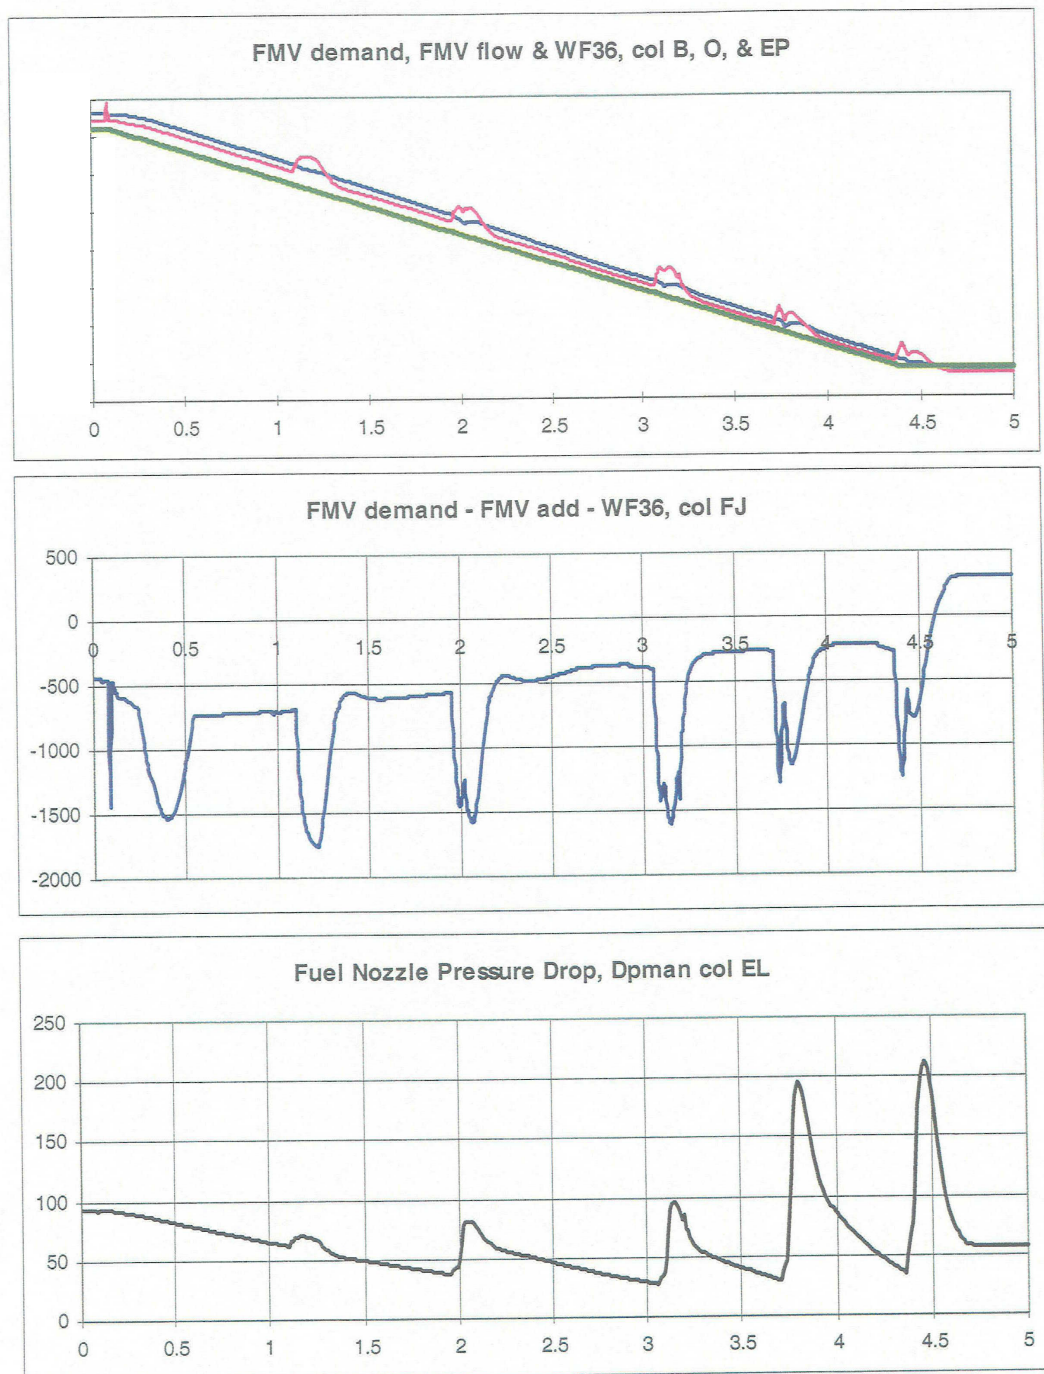 FMV demand, FMV flow & WF36, col B, O, & EP
0 0.5 1 1.5 2 2.5 3 3.5 4 4.5 5
FMV demand - FMV add - WF36, col FJ
500
0
0 0.5 1 1.5 2 2.5 3 3.5 4 4.5 5
-500
-1000
-1500
-2000
Fuel Nozzle Pressure Drop, Dpman col EL
250
200
150
100
50
0
0 0.5 1 1.5 2 2.5 3 3.5 4 4.5 5